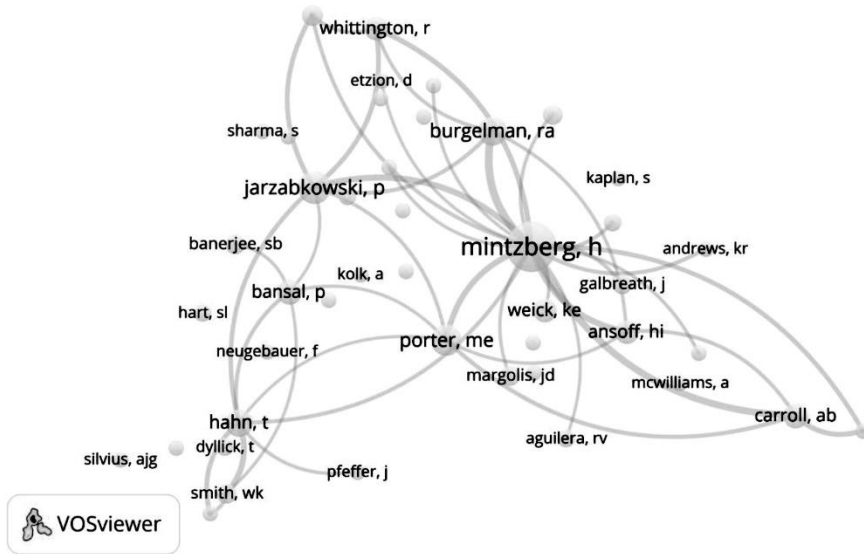 whittington, r
etzion, d
burgelman, ra
sharma, s
kaplan, s
jarzabkowski, p
mintzberg, h
banerjee, sb
andrews, kr
kolk, a
galbreath, j
bansal, p
hart, sl
weick, ke
ansoff, hi
porter, me
neugebauer, f
margolis, jd
mcwilliams, a
carroll, ab
hahn, t
aguilera, rv
dyllick, t
silvius, ajg
pfeffer, j
smith, wk
VOSviewer